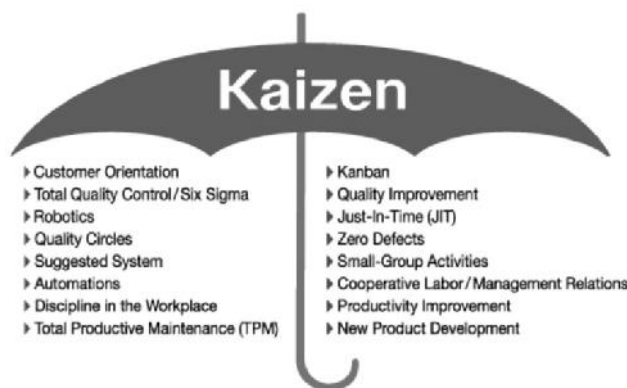 Kaizen
Customer Orientation
Total Quality Control/Six Sigma
Robotics
Quality Circles
Suggested System
Automations
Discipline in the Workplace
Total Productive Maintenance (TPM)
Kanban
Quality Improvement
Just-In-Time (JIT)
Zero Defects
Small-Group Activities
Cooperative Labor/Management Relations
Productivity Improvement
New Product Development